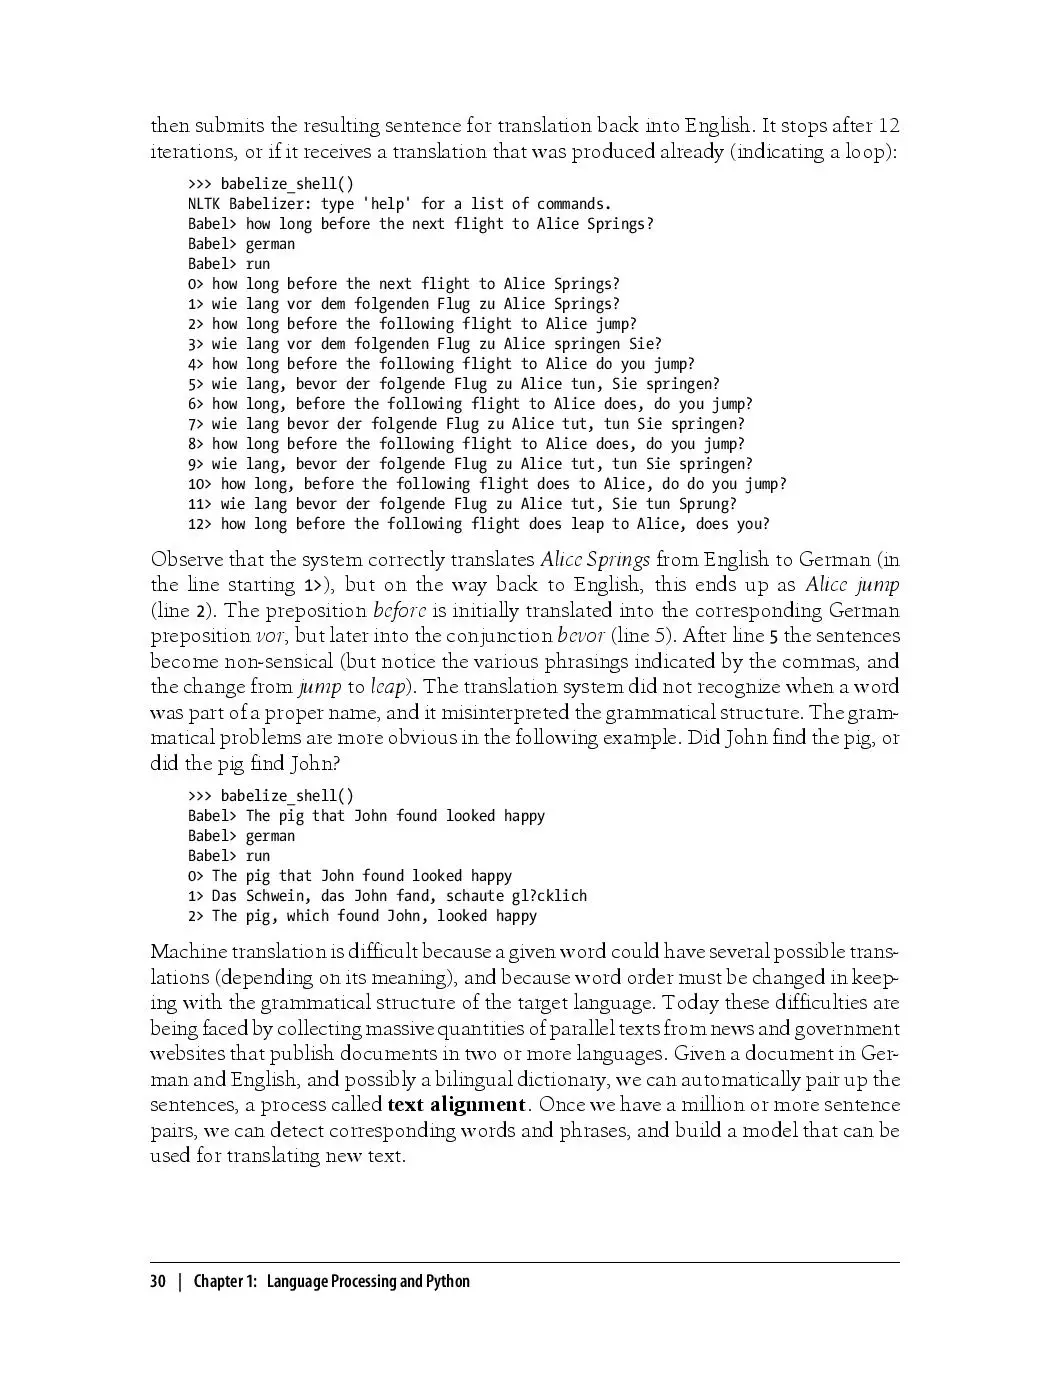 then submits the resulting sentence for translation back into English. It stops after 12
iterations, or if it receives a translation that was produced already (indicating a loop):
>>> babelize_shell()
NLTK Babelizer: type 'help' for a list of commands.
Babel> how long before the next flight to Alice Springs?
Babel> german
Babel> run
0> how long before the next flight to Alice Springs?
1> wie lang vor dem folgenden Flug zu Alice Springs?
2> how long before the following flight to Alice jump?
3> wie lang vor dem folgenden Flug zu Alice springen Sie?
4> how long before the following flight to Alice do you jump?
5> wie lang, bevor der folgende Flug zu Alice tun, Sie springen?
6> how long, before the following flight to Alice does, do you jump?
7> wie lang bevor der folgende Flug zu Alice tut, tun Sie springen?
8> how long before the following flight to Alice does, do you jump?
9> wie lang, bevor der folgende Flug zu Alice tut, tun Sie springen?
10> how long, before the following flight does to Alice, do do you jump?
11> wie lang bevor der folgende Flug zu Alice tut, Sie tun Sprung?
12> how long before the following flight does leap to Alice, does you?
Observe that the system correctly translates Alice Springs from English to German (in
the line starting 1>), but on the way back to English, this ends up as Alice jump
(line 2). The preposition before is initially translated into the corresponding German
preposition vor, but later into the conjunction bevor (line 5). After line 5 the sentences
become non-sensical (but notice the various phrasings indicated by the commas, and
the change from jump to leap). The translation system did not recognize when a word
was part of a proper name, and it misinterpreted the grammatical structure. The gram-
matical problems are more obvious in the following example. Did John find the pig, or
did the pig find John?
>>> babelize_shell()
Babel> The pig that John found looked happy
Babel> german
Babel> run
0> The pig that John found looked happy
1> Das Schwein, das John fand, schaute gl?cklich
2> The pig, which found John, looked happy
Machine translation is difficult because a given word could have several possible trans-
lations (depending on its meaning), and because word order must be changed in keep-
ing with the grammatical structure of the target language. Today these difficulties are
being faced by collecting massive quantities of parallel texts from news and government
websites that publish documents in two or more languages. Given a document in Ger-
man and English, and possibly a bilingual dictionary, we can automatically pair up the
sentences, a process called text alignment. Once we have a million or more sentence
pairs, we can detect corresponding words and phrases, and build a model that can be
used for translating new text.
30 | Chapter 1: Language Processing and Python